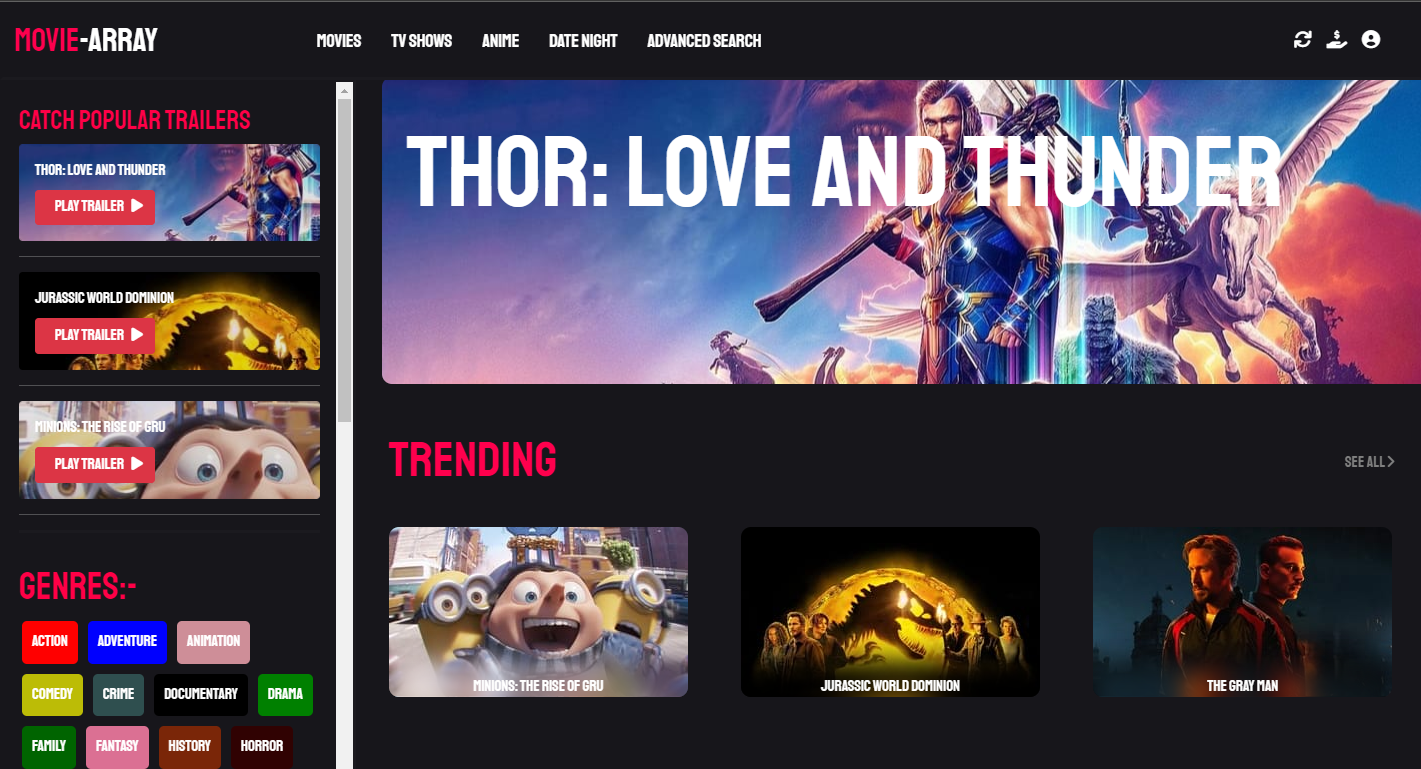 MOVIE-ARRAY
MOVIES TV SHOWS ANIME DATE NIGHT ADVANCED SEARCH
CATCH POPULAR TRAILERS
THOR: LOVE AND THUNDER
PLAY TRAILER
JURASSIC WORLD DOMINION
PLAY TRAILER
MINIONS: THE RISE OF GRU
PLAY TRAILER
GENRES:-
ACTION ADVENTURE ANIMATION
COMEDY CRIME DOCUMENTARY DRAMA
FAMILY FANTASY HISTORY HORROR
THOR: LOVE AND THUNDER
TRENDING
SEE ALL
MINIONS: THE RISE OF GRU
JURASSIC WORLD DOMINION
THE GRAY MAN